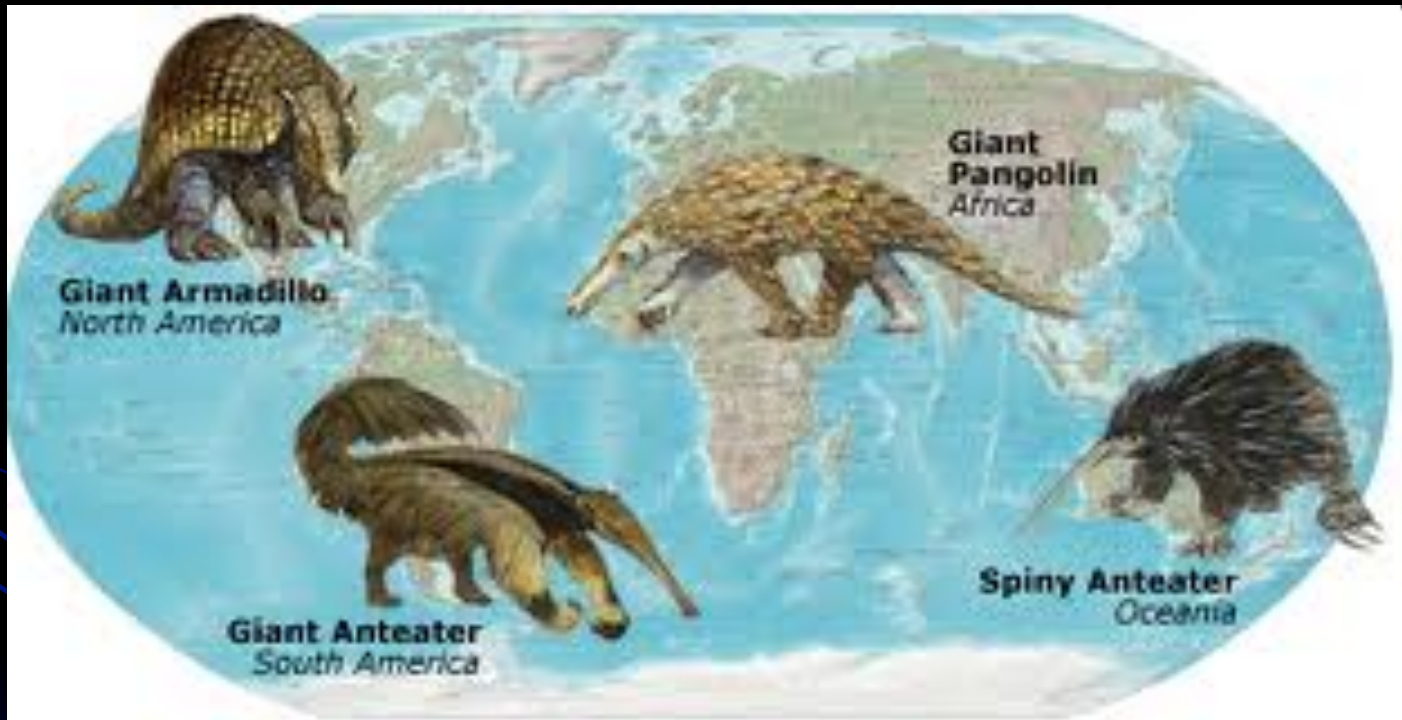 Giant
Pangolin
Africa
Giant Armadillo
North America
Spiny Anteater
Oceania
Giant Anteater
South America